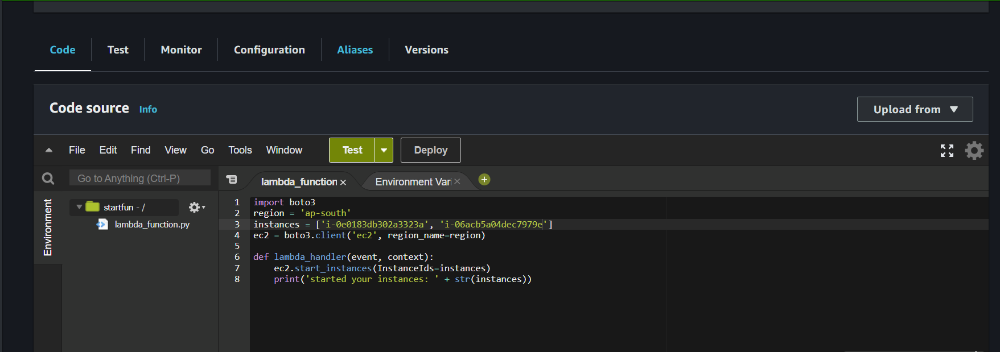 Code Test Monitor Configuration Aliases Versions
Code source Info Upload from
File Edit Find View Go Tools Window Test Deploy
Go to Anything (Ctrl-P)
lambda_function × Environment Vari ×
Environment
startfun - /
lambda_function.py
1 import boto3
2 region = 'ap-south'
3 instances = ['i-0e0183db302a3323a', 'i-06acb5a04dec7979e']
4 ec2 = boto3.client('ec2', region_name=region)
5
6 def lambda_handler(event, context):
7     ec2.start_instances(InstanceIds=instances)
8     print('started your instances: ' + str(instances))